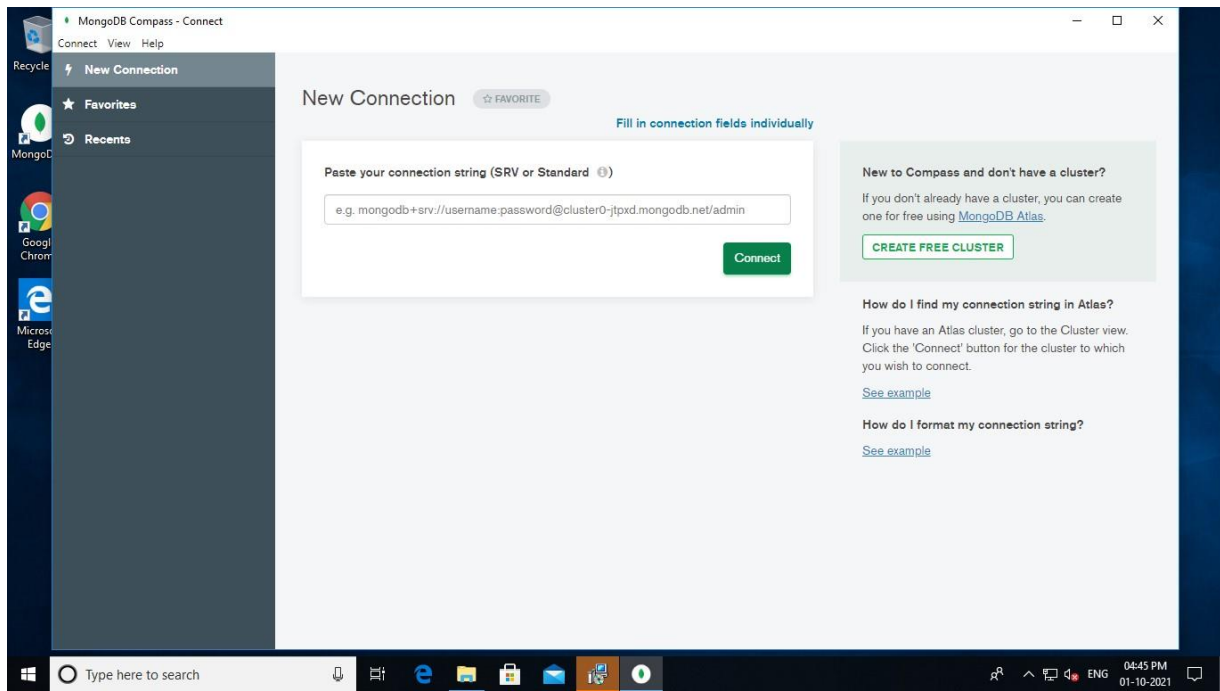 MongoDB Compass - Connect
Connect View Help
Recycle
MongoD
Googl
Chrom
Micros
Edge
New Connection
Favorites
Recents
New Connection
FAVORITE
Fill in connection fields individually
Paste your connection string (SRV or Standard )
e.g. mongodb+srv://username:password@cluster0-jtpxd.mongodb.net/admin
Connect
New to Compass and don't have a cluster?
If you don't already have a cluster, you can create
one for free using MongoDB Atlas.
CREATE FREE CLUSTER
How do I find my connection string in Atlas?
If you have an Atlas cluster, go to the Cluster view.
Click the 'Connect' button for the cluster to which
you wish to connect.
See example
How do I format my connection string?
See example
Type here to search
ENG
04:45 PM
01-10-2021